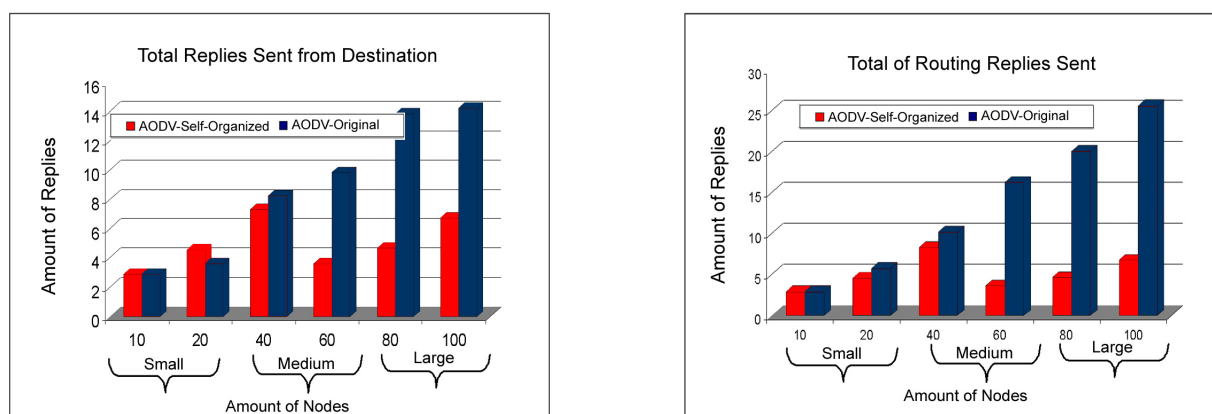 Total Replies Sent from Destination
16
14
12
10
8
6
4
2
0
Amount of Replies
AODV-Self-Organized AODV-Original
10 20 40 60 80 100
Small Medium Large
Amount of Nodes
Total of Routing Replies Sent
30
25
20
15
10
5
0
Amount of Replies
AODV-Self-Organized AODV-Original
10 20 40 60 80 100
Small Medium Large
Amount of Nodes